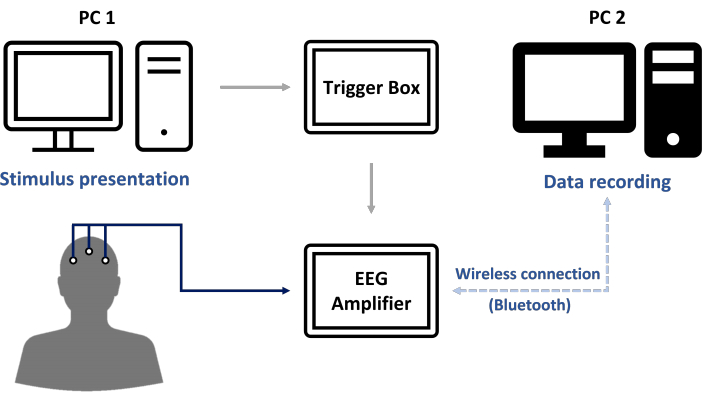 PC 1
PC 2
Trigger Box
Stimulus presentation
Data recording
EEG
Amplifier
Wireless connection
(Bluetooth)